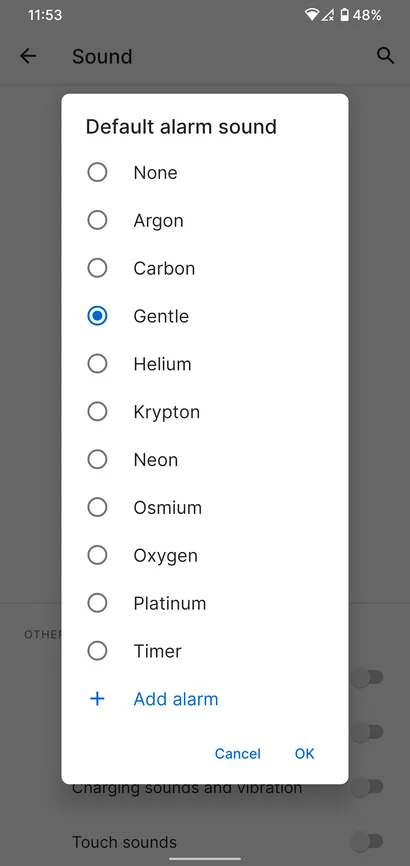 11:53
48%
Sound
Default alarm sound
None
Argon
Carbon
Gentle
Helium
Krypton
Neon
Osmium
Oxygen
Platinum
Timer
+ Add alarm
Cancel OK
OTHER
Charging sounds and vibration
Touch sounds